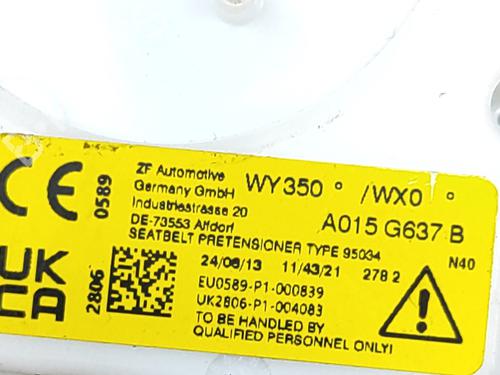 CE 0589
ZF Automotive
Germany GmbH
Industriestrasse 20
DE-73553 Alfdorf
WY350 ° /WX0 °
A015 G637 B
SEATBELT PRETENSIONER TYPE 95034
N40
24/06/13 11/43/21 278 2
UK
CA 2806
EU0589-P1-000839
UK2806-P1-004083
TO BE HANDLED BY
QUALIFIED PERSONNEL ONLY!